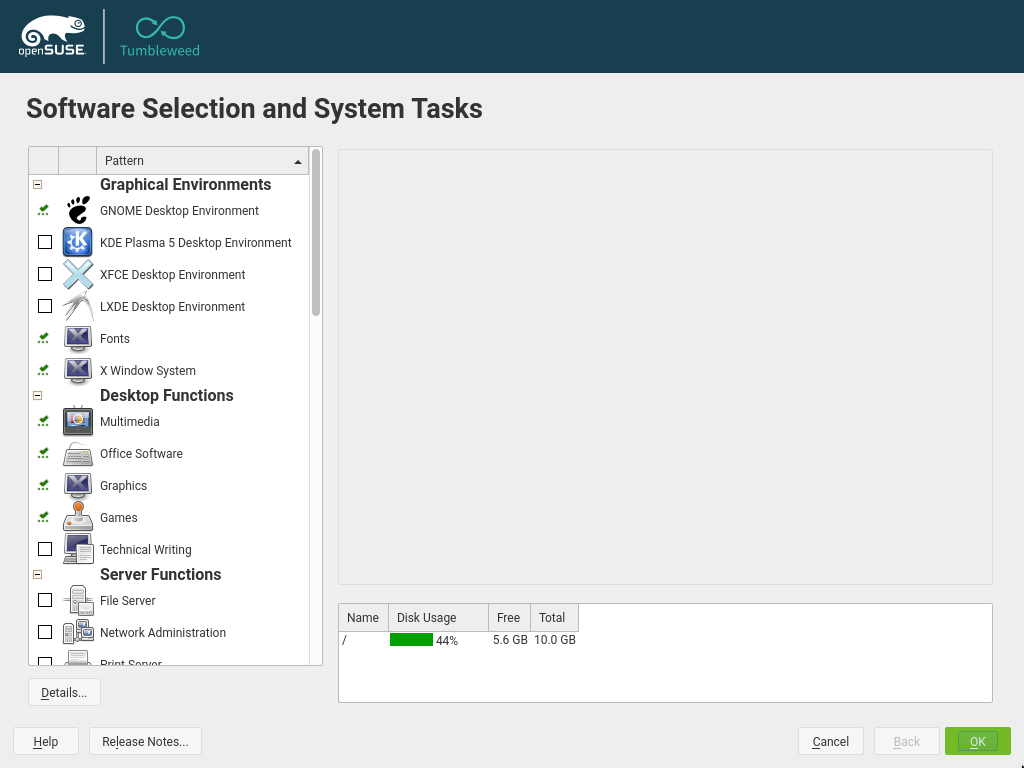 openSUSE
Tumbleweed
Software Selection and System Tasks
Pattern
Graphical Environments
GNOME Desktop Environment
KDE Plasma 5 Desktop Environment
XFCE Desktop Environment
LXDE Desktop Environment
Fonts
X Window System
Desktop Functions
Multimedia
Office Software
Graphics
Games
Technical Writing
Server Functions
File Server
Network Administration
Print Server
Name Disk Usage Free Total
/ 44% 5.6 GB 10.0 GB
Details...
Help Release Notes... Cancel Back OK